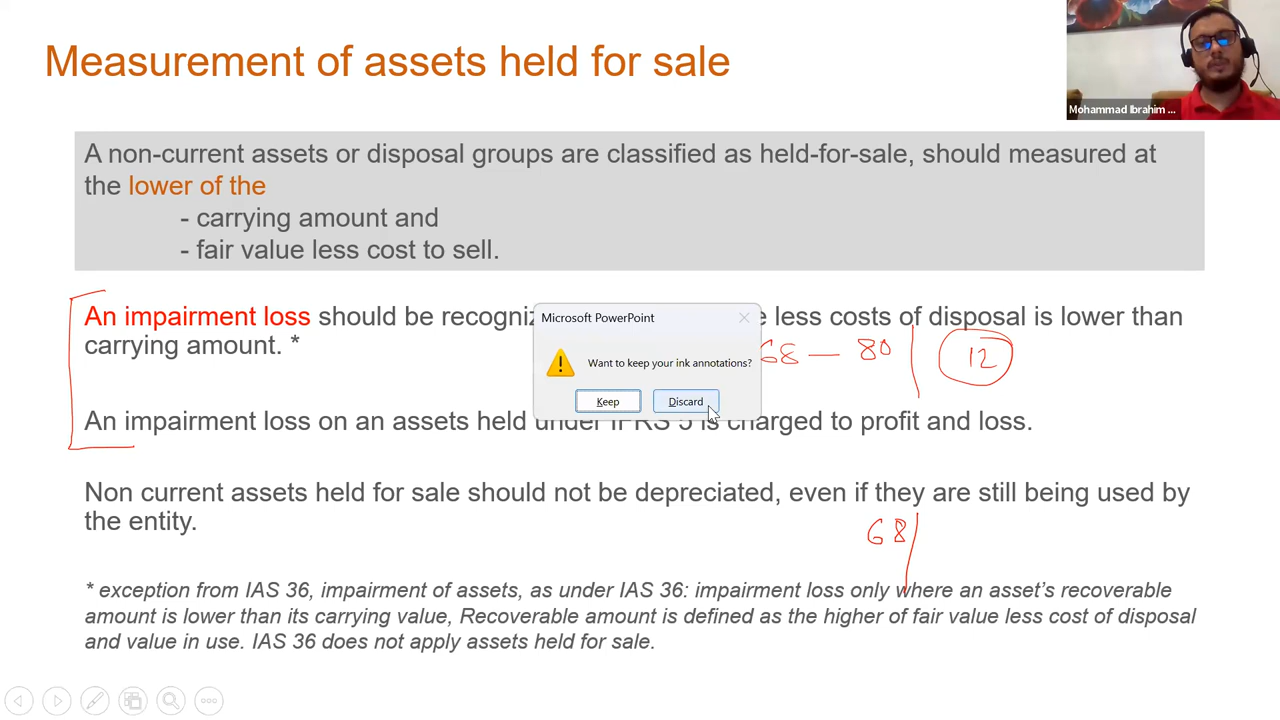 Measurement of assets held for sale
Mohammad Ibrahim ...
A non-current assets or disposal groups are classified as held-for-sale, should measured at
the lower of the
- carrying amount and
- fair value less cost to sell.
An impairment loss should be recogniz
e less costs of disposal is lower than
carrying amount. *
68 — 80 | 12
Microsoft PowerPoint
Want to keep your ink annotations?
Keep Discard
An impairment loss on an assets held under IFRS 5 is charged to profit and loss.
Non current assets held for sale should not be depreciated, even if they are still being used by
the entity.
68
* exception from IAS 36, impairment of assets, as under IAS 36: impairment loss only where an asset's recoverable
amount is lower than its carrying value, Recoverable amount is defined as the higher of fair value less cost of disposal
and value in use. IAS 36 does not apply assets held for sale.